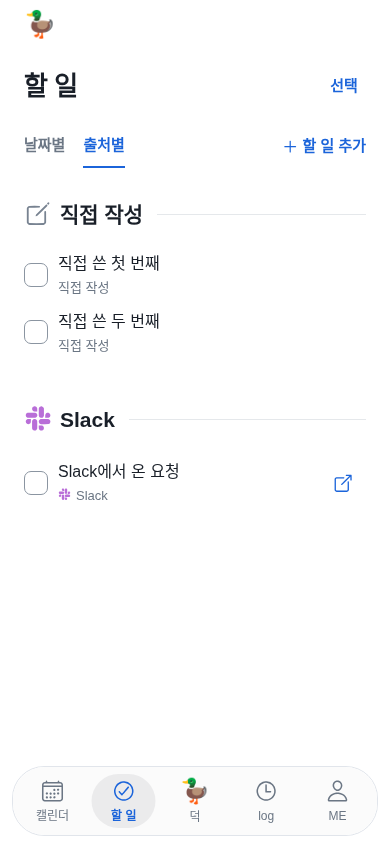 할 일
선택
날짜별
출처별
+ 할 일 추가
직접 작성
직접 쓴 첫 번째
직접 작성
직접 쓴 두 번째
직접 작성
Slack
Slack에서 온 요청
Slack
캘린더
할 일
덕
log
ME